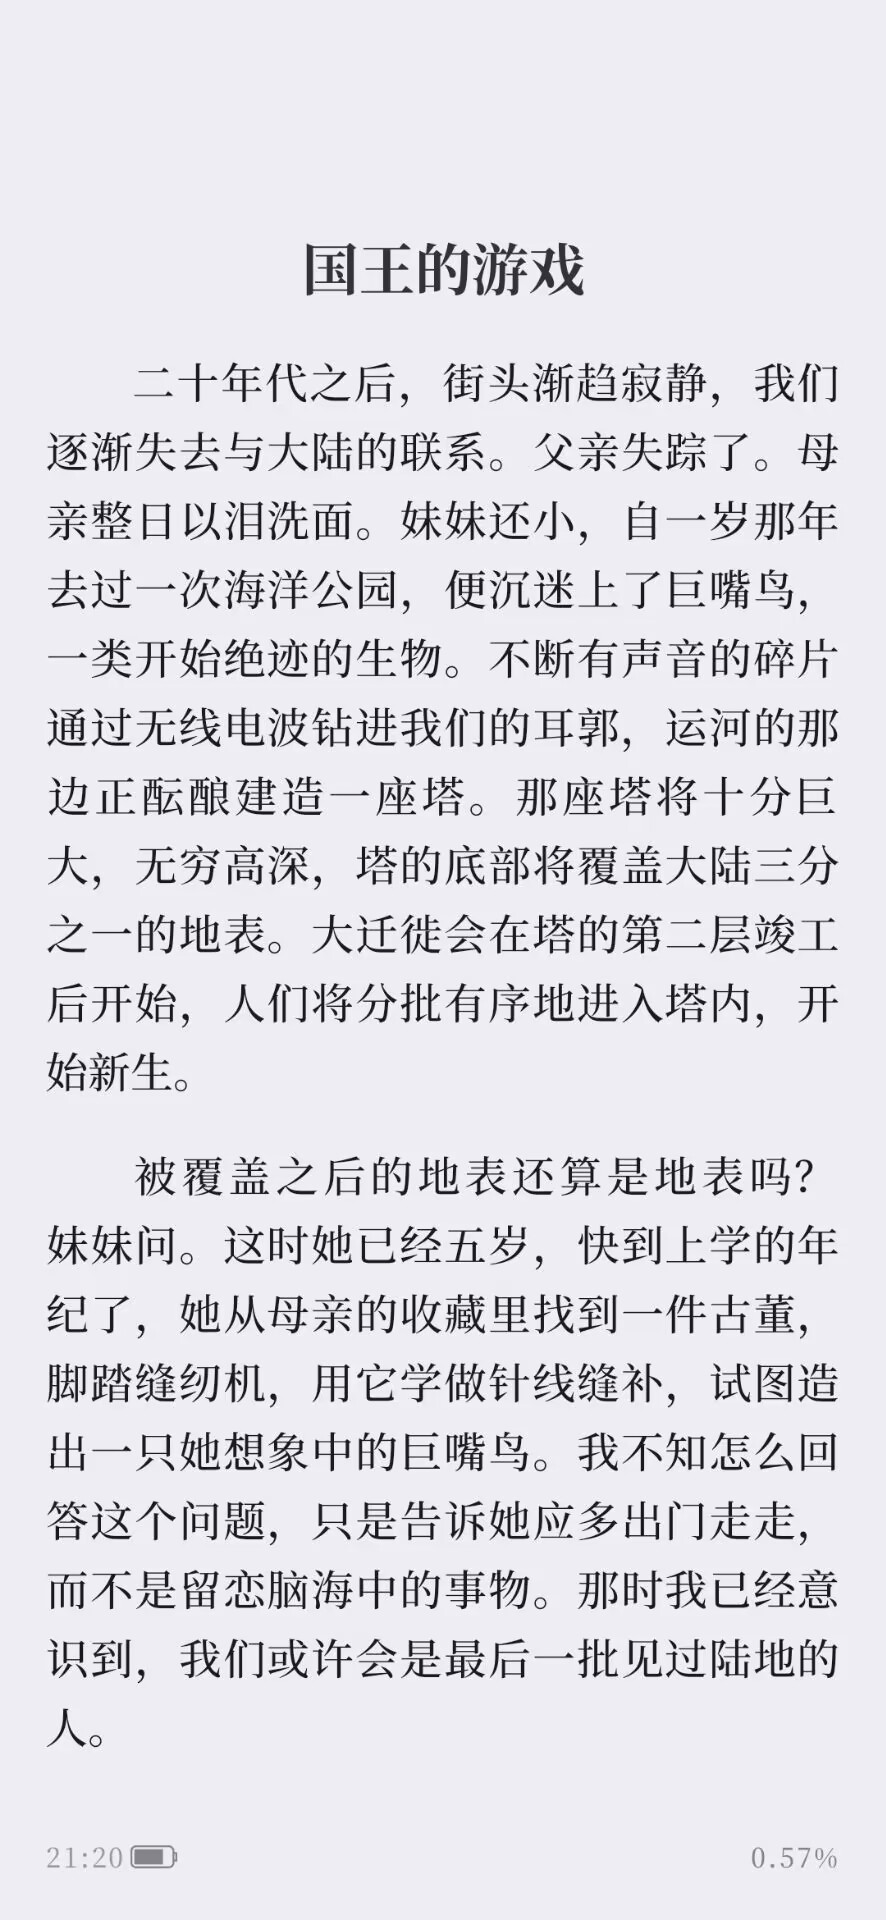 国王的游戏
二十年代之后，街头渐趋寂静，我们
逐渐失去与大陆的联系。父亲失踪了。母
亲整日以泪洗面。妹妹还小，自一岁那年
去过一次海洋公园，便沉迷上了巨嘴鸟，
一类开始绝迹的生物。不断有声音的碎片
通过无线电波钻进我们的耳郭，运河的那
边正酝酿建造一座塔。那座塔将十分巨
大，无穷高深，塔的底部将覆盖大陆三分
之一的地表。大迁徙会在塔的第二层竣工
后开始，人们将分批有序地进入塔内，开
始新生。
被覆盖之后的地表还算是地表吗？
妹妹问。这时她已经五岁，快到上学的年
纪了，她从母亲的收藏里找到一件古董，
脚踏缝纫机，用它学做针线缝补，试图造
出一只她想象中的巨嘴鸟。我不知怎么回
答这个问题，只是告诉她应多出门走走，
而不是留恋脑海中的事物。那时我已经意
识到，我们或许会是最后一批见过陆地的
人。
21:20
0.57%